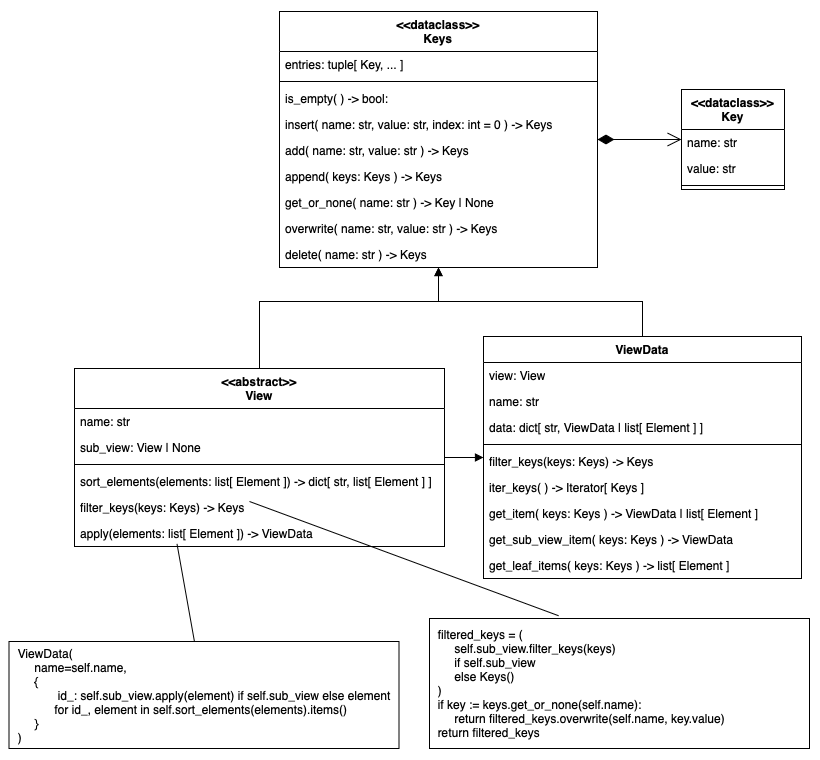 <<dataclass>>
Keys
entries: tuple[ Key, ... ]
is_empty( ) -> bool:
insert( name: str, value: str, index: int = 0 ) -> Keys
add( name: str, value: str ) -> Keys
append( keys: Keys ) -> Keys
get_or_none( name: str ) -> Key | None
overwrite( name: str, value: str ) -> Keys
delete( name: str ) -> Keys
<<dataclass>>
Key
name: str
value: str
<<abstract>>
View
name: str
sub_view: View | None
sort_elements(elements: list[ Element ]) -> dict[ str, list[ Element ] ]
filter_keys(keys: Keys) -> Keys
apply(elements: list[ Element ]) -> ViewData
ViewData
view: View
name: str
data: dict[ str, ViewData | list[ Element ] ]
filter_keys(keys: Keys) -> Keys
iter_keys( ) -> Iterator[ Keys ]
get_item( keys: Keys ) -> ViewData | list[ Element ]
get_sub_view_item( keys: Keys ) -> ViewData
get_leaf_items( keys: Keys ) -> list[ Element ]
ViewData(
name=self.name,
{
id_: self.sub_view.apply(element) if self.sub_view else element
for id_, element in self.sort_elements(elements).items()
}
)
filtered_keys = (
self.sub_view.filter_keys(keys)
if self.sub_view
else Keys()
)
if key := keys.get_or_none(self.name):
return filtered_keys.overwrite(self.name, key.value)
return filtered_keys